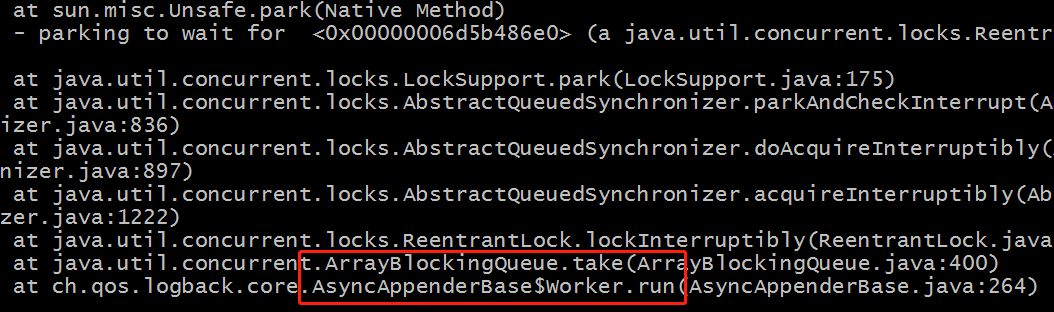 at sun.misc.Unsafe.park(Native Method)
- parking to wait for  <0x00000006d5b486e0> (a java.util.concurrent.locks.Reentr
at java.util.concurrent.locks.LockSupport.park(LockSupport.java:175)
at java.util.concurrent.locks.AbstractQueuedSynchronizer.parkAndCheckInterrupt(A
izer.java:836)
at java.util.concurrent.locks.AbstractQueuedSynchronizer.doAcquireInterruptibly(
nizer.java:897)
at java.util.concurrent.locks.AbstractQueuedSynchronizer.acquireInterruptibly(Ab
zer.java:1222)
at java.util.concurrent.locks.ReentrantLock.lockInterruptibly(ReentrantLock.java
at java.util.concurrent.ArrayBlockingQueue.take(ArrayBlockingQueue.java:400)
at ch.qos.logback.core.AsyncAppenderBase$Worker.run(AsyncAppenderBase.java:264)